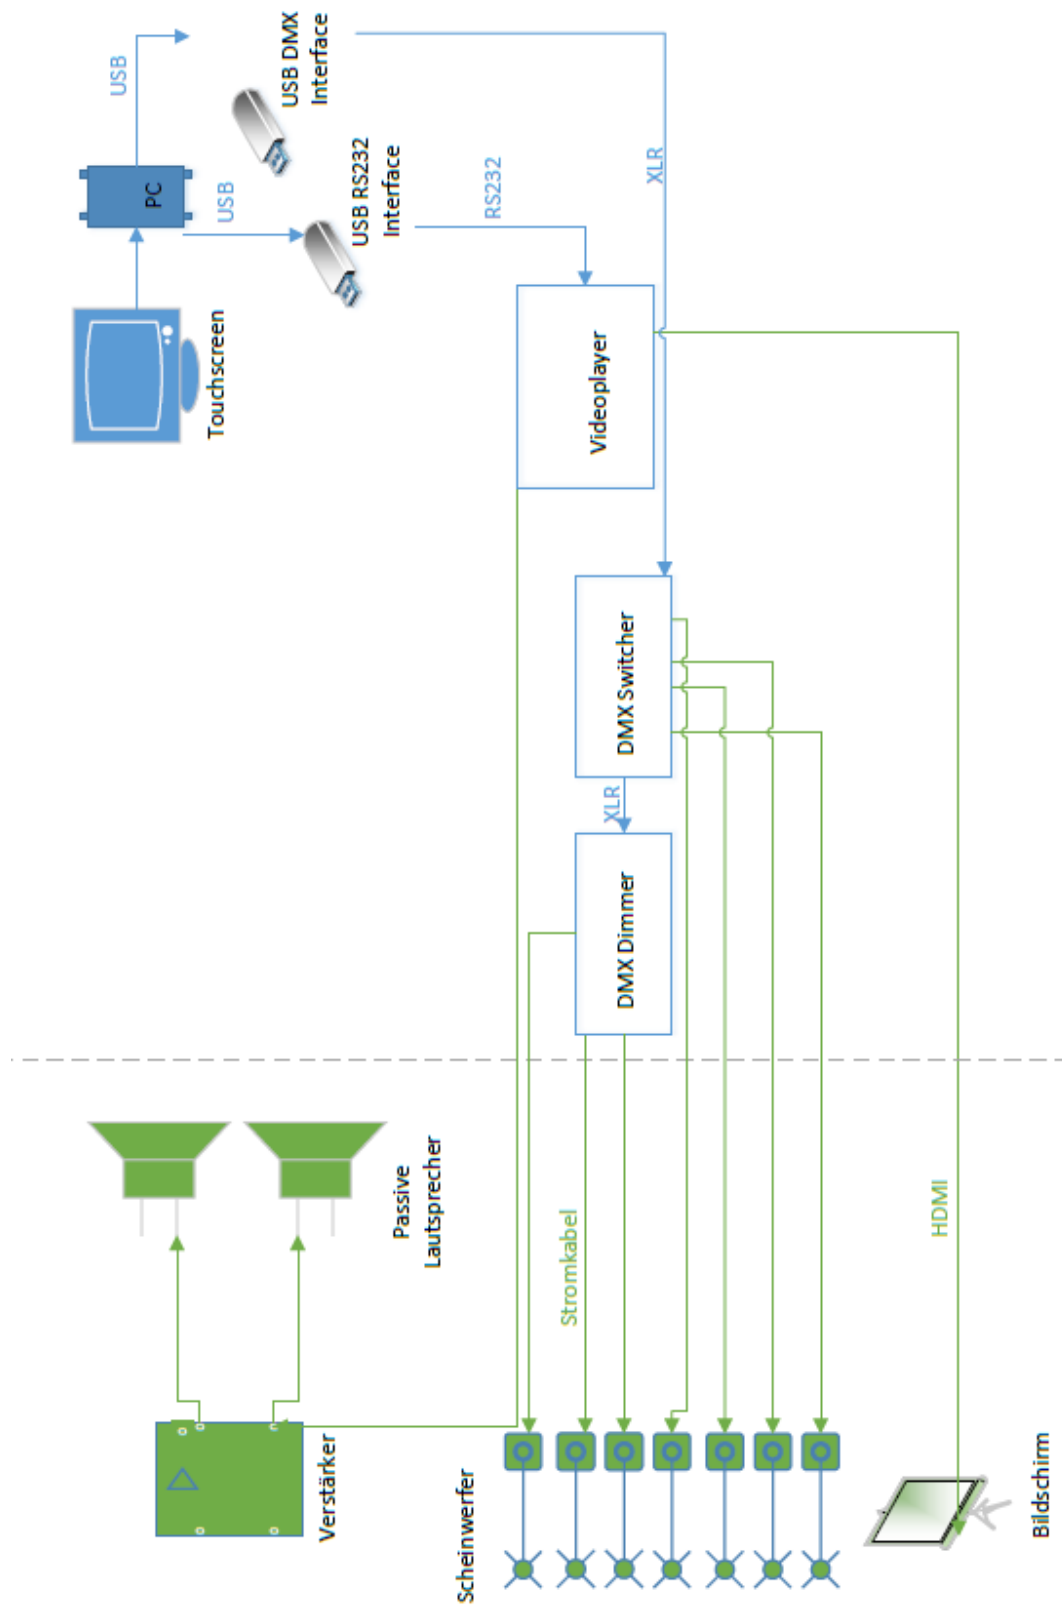 USB
USB DMX
Interface
PC
USB
USB RS232
Interface
RS232
XLR
Touchscreen
Videoplayer
DMX Switcher
XLR
DMX Dimmer
Passive
Lautsprecher
Stromkabel
HDMI
Verstärker
Scheinwerfer
Bildschirm